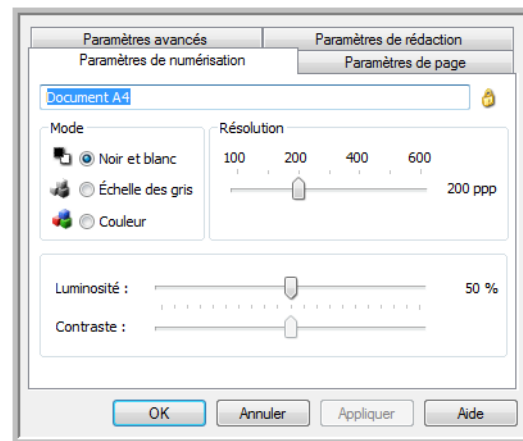 Paramètres avancés
Paramètres de rédaction
Paramètres de numérisation
Paramètres de page
Document A4
Mode
Noir et blanc
Échelle des gris
Couleur
Résolution
100 200 400 600
200 ppp
Luminosité : 50 %
Contraste :
OK Annuler Appliquer Aide